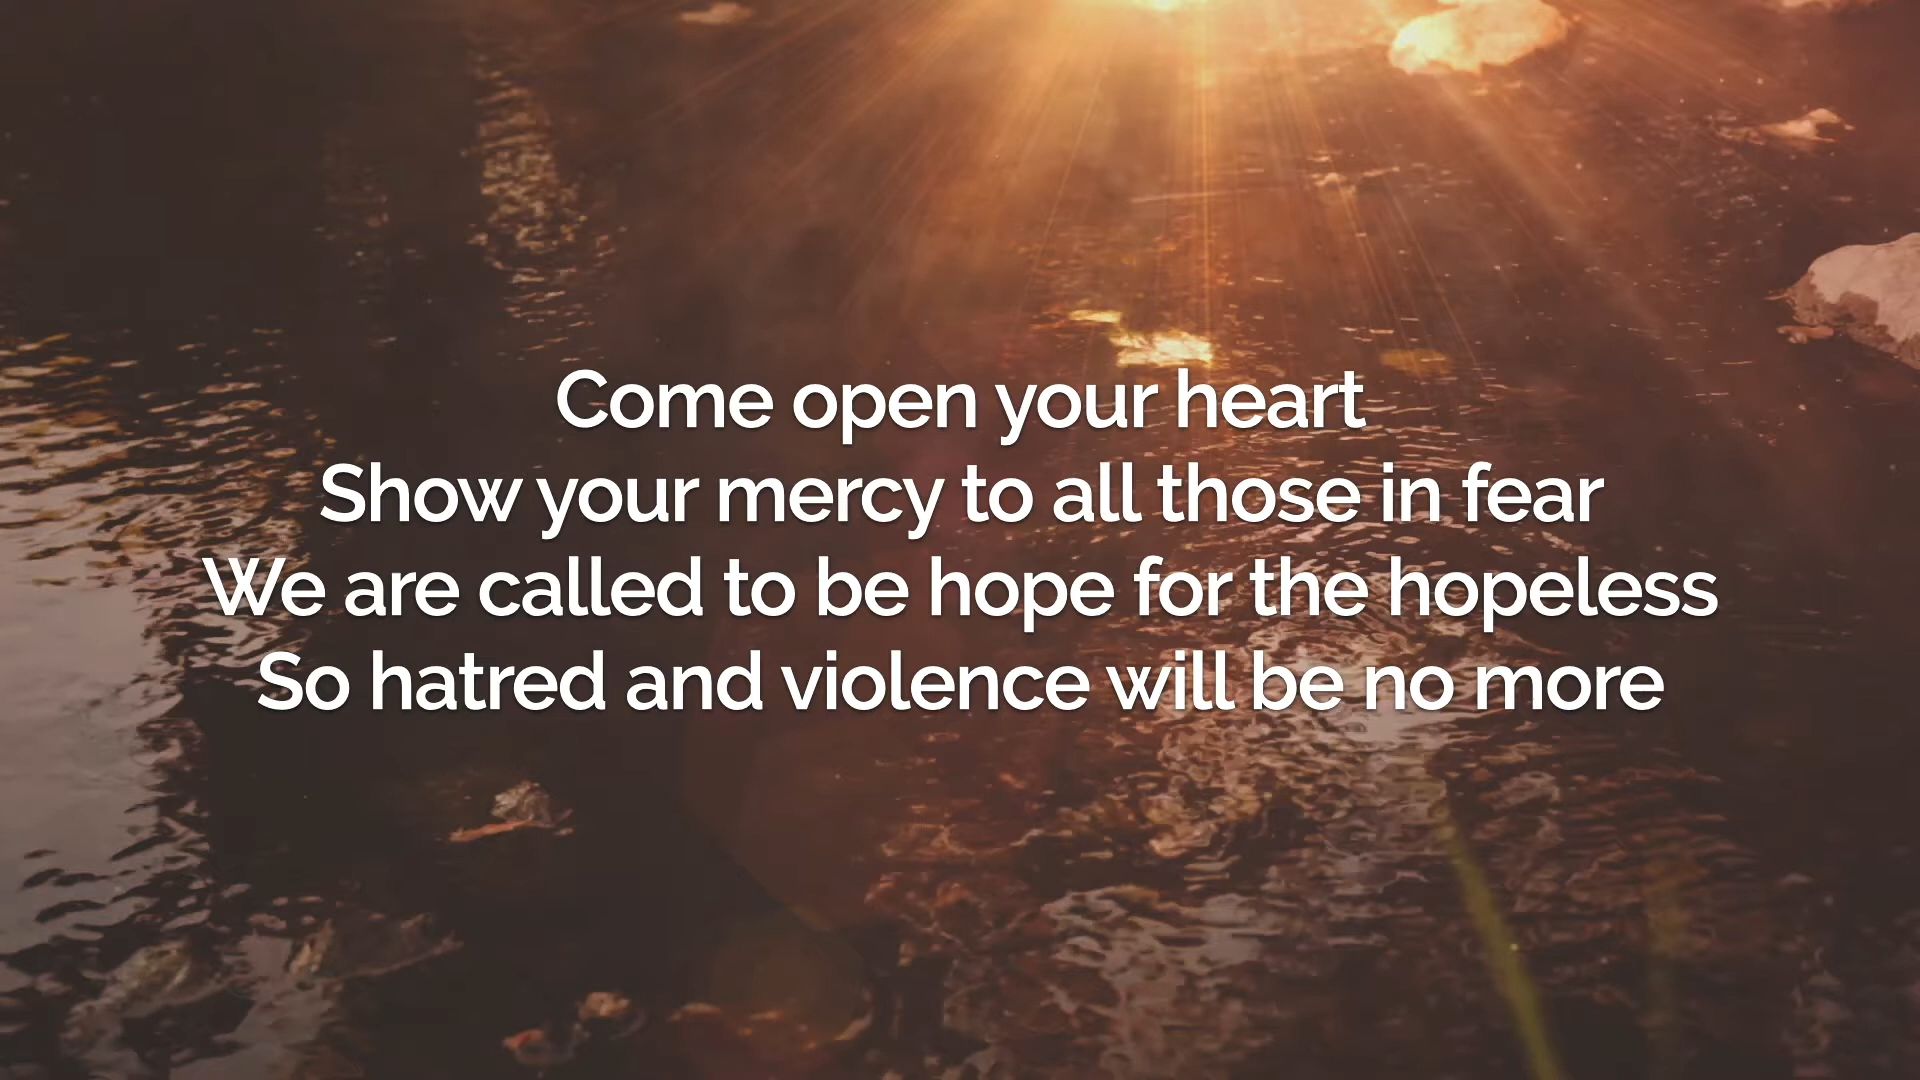 Come open your heart
Show your mercy to all those in fear
We are called to be hope for the hopeless
So hatred and violence will be no more